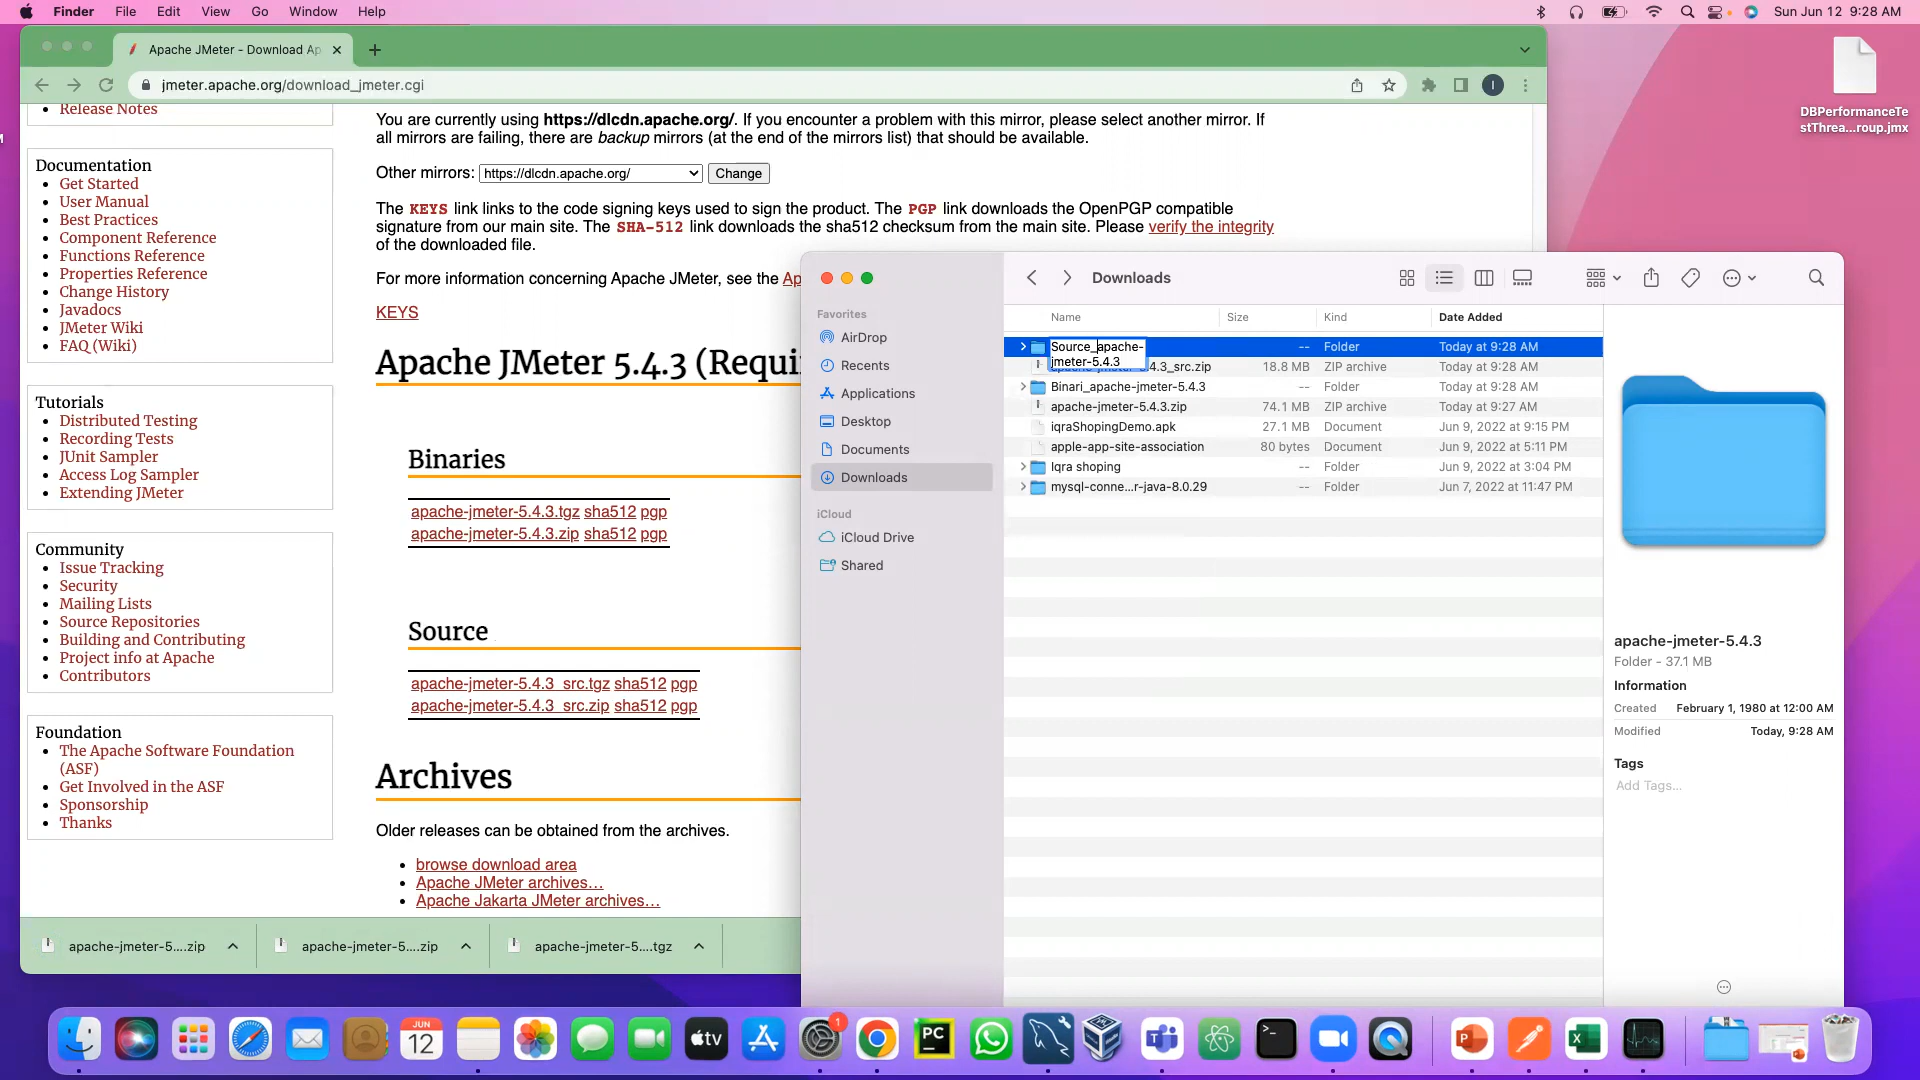 Finder File Edit View Go Window Help
Sun Jun 12 9:28 AM
Apache JMeter - Download Ap
jmeter.apache.org/download_jmeter.cgi
I
DBPerformanceTe
stThrea...roup.jmx
Release Notes
Documentation
Get Started
User Manual
Best Practices
Component Reference
Functions Reference
Properties Reference
Change History
Javadocs
JMeter Wiki
FAQ (Wiki)
Tutorials
Distributed Testing
Recording Tests
JUnit Sampler
Access Log Sampler
Extending JMeter
Community
Issue Tracking
Security
Mailing Lists
Source Repositories
Building and Contributing
Project info at Apache
Contributors
Foundation
The Apache Software Foundation
(ASF)
Get Involved in the ASF
Sponsorship
Thanks
You are currently using https://dlcdn.apache.org/. If you encounter a problem with this mirror, please select another mirror. If
all mirrors are failing, there are backup mirrors (at the end of the mirrors list) that should be available.
Other mirrors: https://dlcdn.apache.org/ Change
The KEYS link links to the code signing keys used to sign the product. The PGP link downloads the OpenPGP compatible
signature from our main site. The SHA-512 link downloads the sha512 checksum from the main site. Please verify the integrity
of the downloaded file.
For more information concerning Apache JMeter, see the Ap
KEYS
Apache JMeter 5.4.3 (Requi
Binaries
apache-jmeter-5.4.3.tgz sha512 pgp
apache-jmeter-5.4.3.zip sha512 pgp
Source
apache-jmeter-5.4.3_src.tgz sha512 pgp
apache-jmeter-5.4.3_src.zip sha512 pgp
Archives
Older releases can be obtained from the archives.
browse download area
Apache JMeter archives…
Apache Jakarta JMeter archives…
apache-jmeter-5....zip
apache-jmeter-5....zip
apache-jmeter-5....tgz
Downloads
Favorites
AirDrop
Recents
Applications
Desktop
Documents
Downloads
iCloud
iCloud Drive
Shared
Name Size Kind Date Added
Source_apache-
jmeter-5.4.3
-- Folder Today at 9:28 AM
4.3_src.zip 18.8 MB ZIP archive Today at 9:28 AM
Binari_apache-jmeter-5.4.3 -- Folder Today at 9:28 AM
apache-jmeter-5.4.3.zip 74.1 MB ZIP archive Today at 9:27 AM
iqraShopingDemo.apk 27.1 MB Document Jun 9, 2022 at 9:15 PM
apple-app-site-association 80 bytes Document Jun 9, 2022 at 5:11 PM
Iqra shoping -- Folder Jun 9, 2022 at 3:04 PM
mysql-conne...r-java-8.0.29 -- Folder Jun 7, 2022 at 11:47 PM
apache-jmeter-5.4.3
Folder - 37.1 MB
Information
Created February 1, 1980 at 12:00 AM
Modified Today, 9:28 AM
Tags
Add Tags...
JUN
12
tv
1
PC
P
X